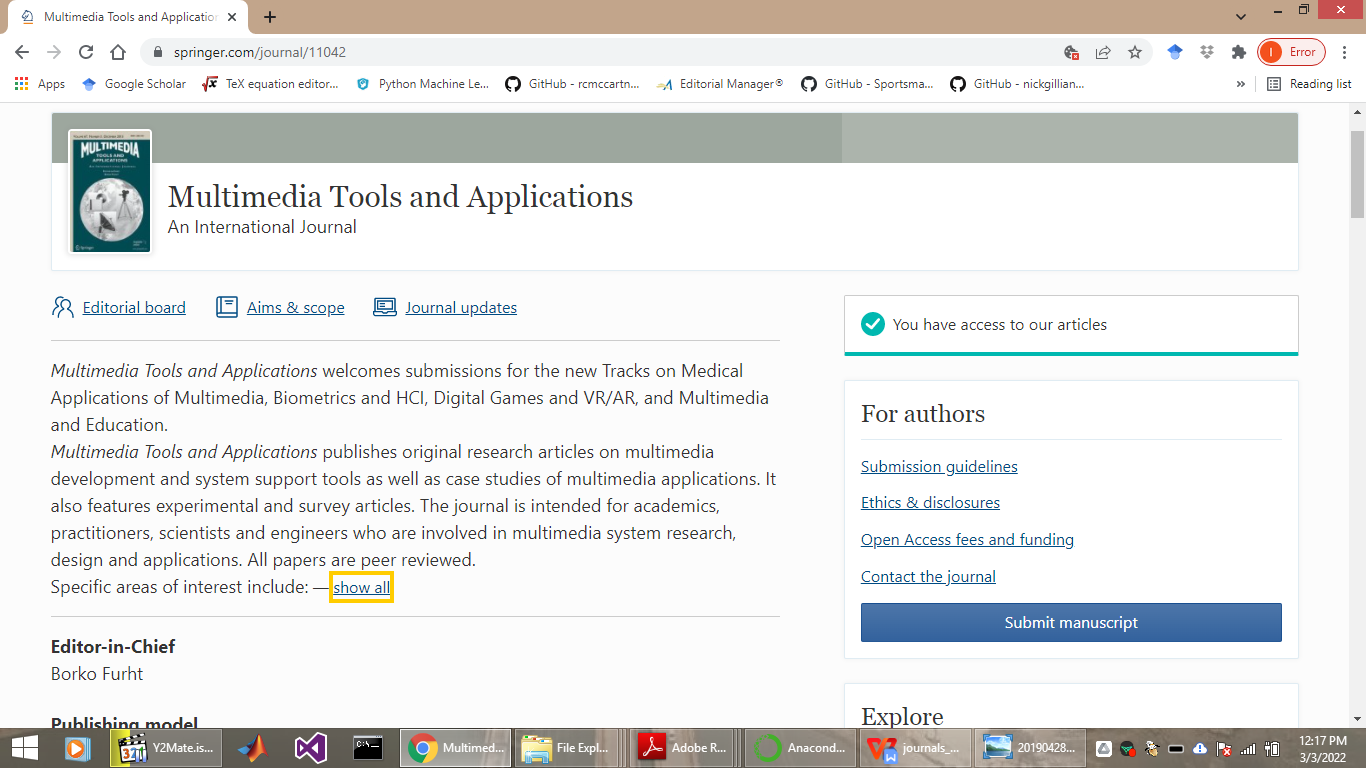 Multimedia Tools and Application
springer.com/journal/11042
I Error
Apps Google Scholar TeX equation editor... Python Machine Le... GitHub - rcmccartn... Editorial Manager® GitHub - Sportsma... GitHub - nickgillian... » Reading list
MULTIMEDIA
TOOLS AND
APPLICATIONS
Springer
Multimedia Tools and Applications
An International Journal
Editorial board Aims & scope Journal updates
You have access to our articles
Multimedia Tools and Applications welcomes submissions for the new Tracks on Medical
Applications of Multimedia, Biometrics and HCI, Digital Games and VR/AR, and Multimedia
and Education.
Multimedia Tools and Applications publishes original research articles on multimedia
development and system support tools as well as case studies of multimedia applications. It
also features experimental and survey articles. The journal is intended for academics,
practitioners, scientists and engineers who are involved in multimedia system research,
design and applications. All papers are peer reviewed.
Specific areas of interest include: — show all
Editor-in-Chief
Borko Furht
Publishing model
For authors
Submission guidelines
Ethics & disclosures
Open Access fees and funding
Contact the journal
Submit manuscript
Explore
Y2Mate.is... Multimed... File Expl... Adobe R... Anacond... journals_... 20190428...
12:17 PM
3/3/2022